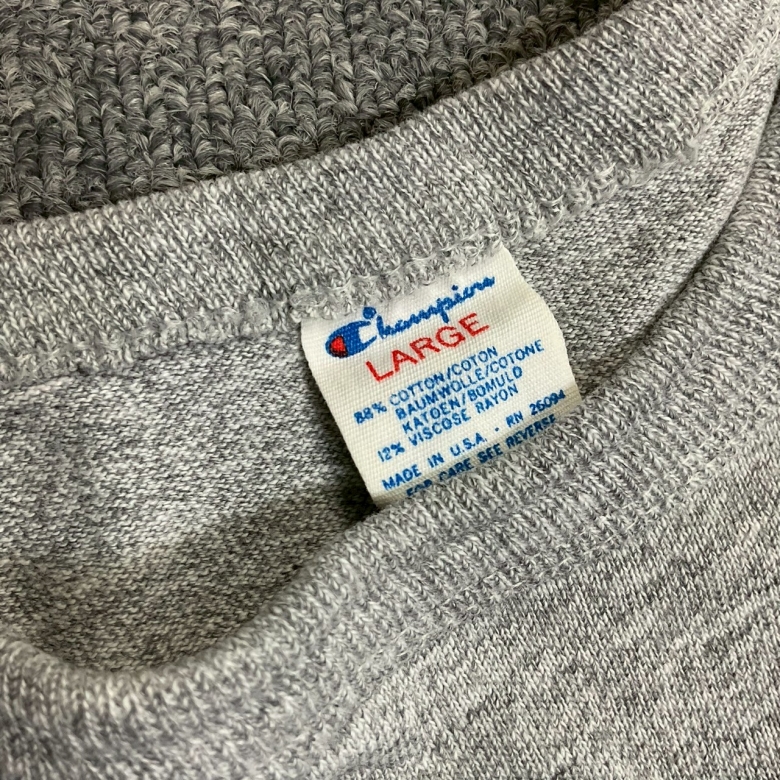 Champion
LARGE
88% COTTON/COTON
BAUMWOLLE/COTONE
KATOEN/BOMULD
12% VISCOSE RAYON
MADE IN U.S.A. · RN 26094
FOR CARE SEE REVERSE